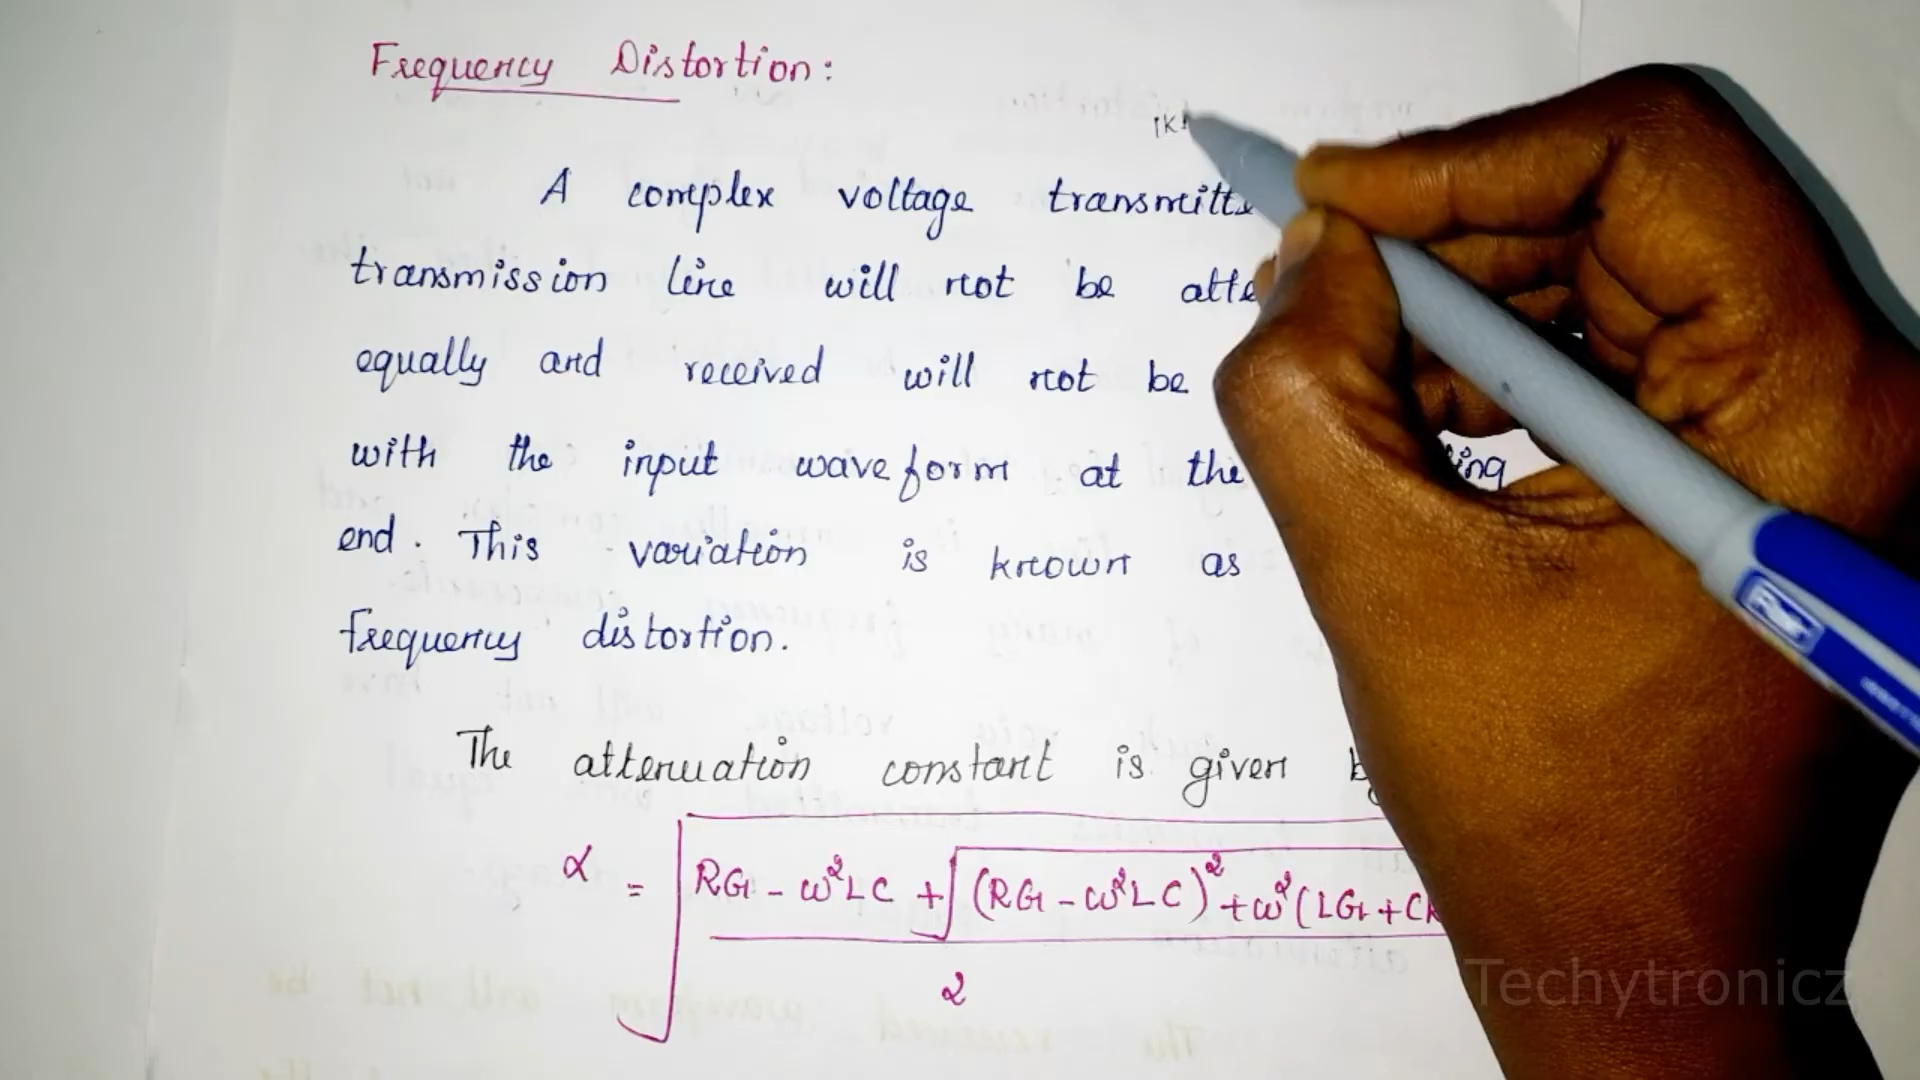 Frequency Distortion:
A complex voltage
transmission line will not be
equally and received will not be
with the input waveform at the
end. This variation is known as
frequency distortion.
The attenuation constant is given
α = √((RG - ω²LC + √((RG - ω²LC)² + ω²(LG + C
2
Techytronicz